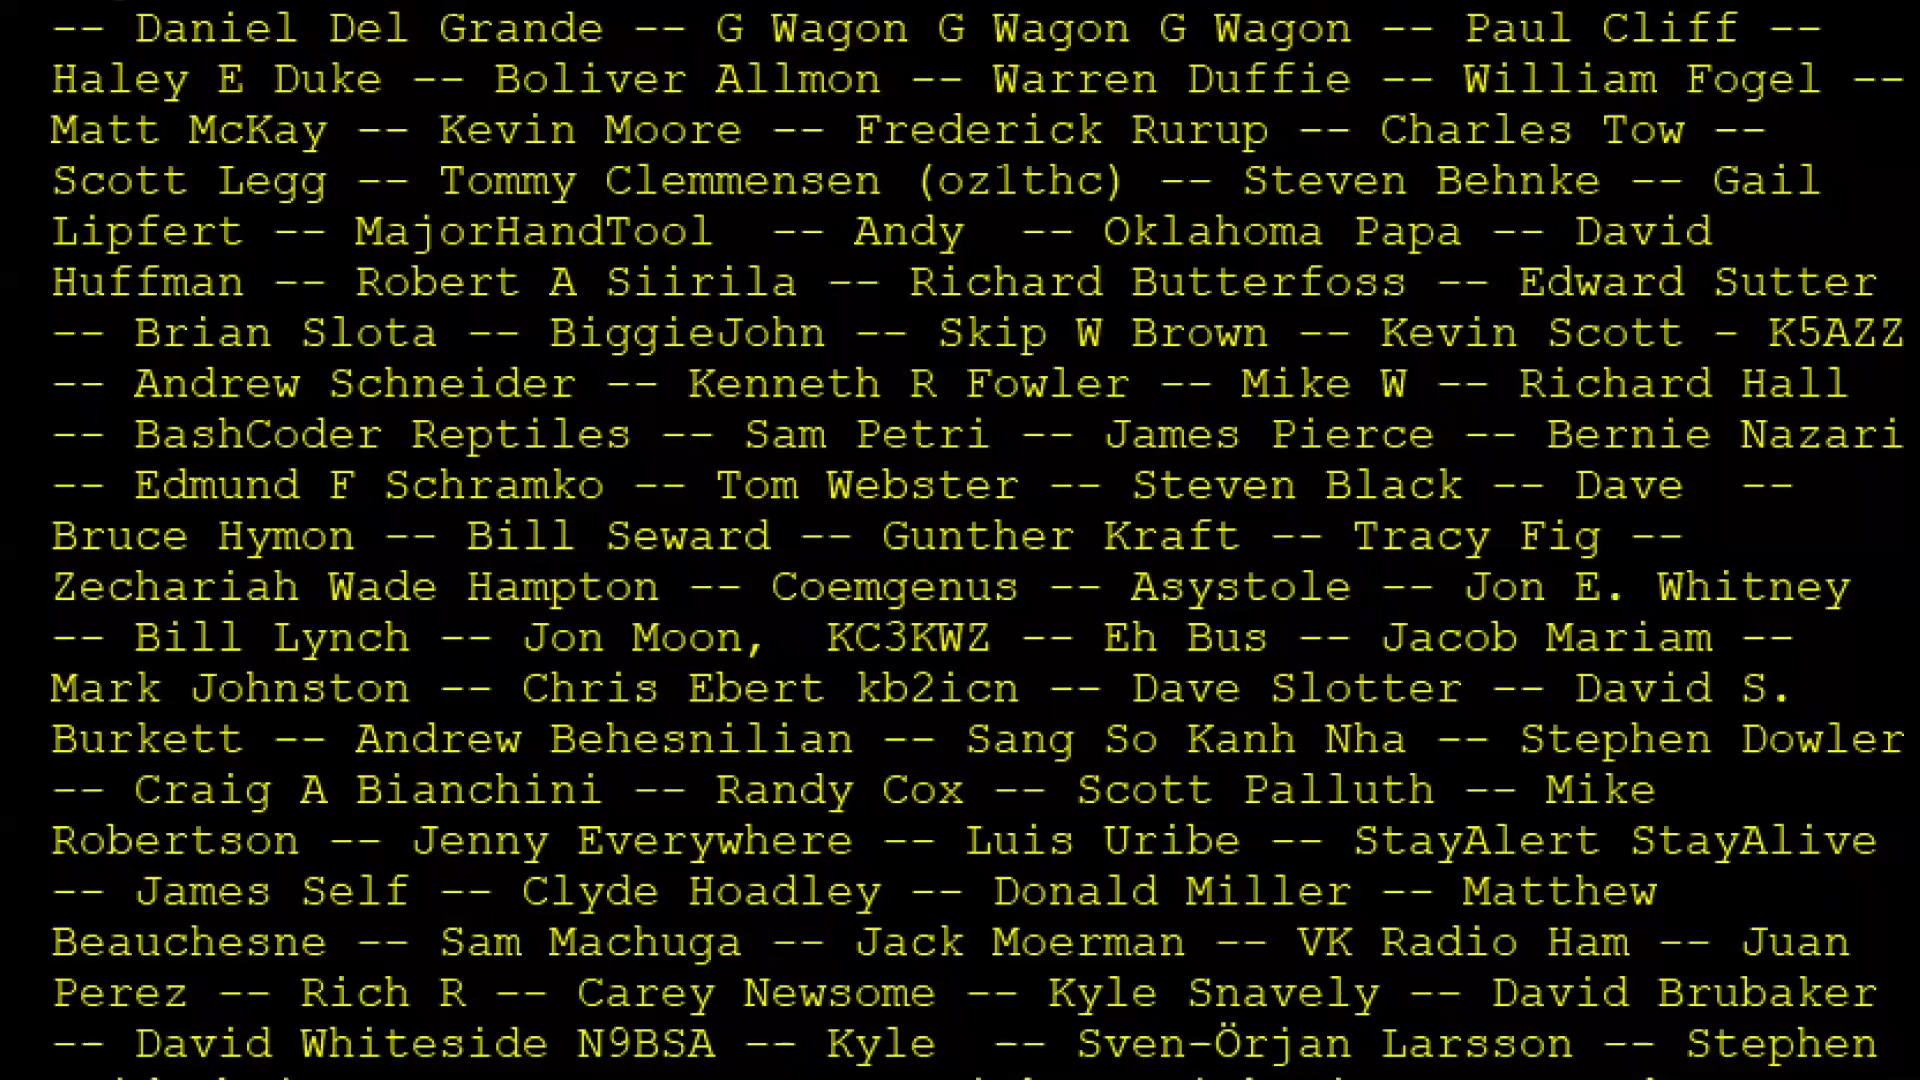 -- Daniel Del Grande -- G Wagon G Wagon G Wagon -- Paul Cliff --
Haley E Duke -- Boliver Allmon -- Warren Duffie -- William Fogel --
Matt McKay -- Kevin Moore -- Frederick Rurup -- Charles Tow --
Scott Legg -- Tommy Clemmensen (oz1thc) -- Steven Behnke -- Gail
Lipfert -- MajorHandTool  -- Andy  -- Oklahoma Papa -- David
Huffman -- Robert A Siirila -- Richard Butterfoss -- Edward Sutter
-- Brian Slota -- BiggieJohn -- Skip W Brown -- Kevin Scott - K5AZZ
-- Andrew Schneider -- Kenneth R Fowler -- Mike W -- Richard Hall
-- BashCoder Reptiles -- Sam Petri -- James Pierce -- Bernie Nazari
-- Edmund F Schramko -- Tom Webster -- Steven Black -- Dave  --
Bruce Hymon -- Bill Seward -- Gunther Kraft -- Tracy Fig --
Zechariah Wade Hampton -- Coemgenus -- Asystole -- Jon E. Whitney
-- Bill Lynch -- Jon Moon,  KC3KWZ -- Eh Bus -- Jacob Mariam --
Mark Johnston -- Chris Ebert kb2icn -- Dave Slotter -- David S.
Burkett -- Andrew Behesnilian -- Sang So Kanh Nha -- Stephen Dowler
-- Craig A Bianchini -- Randy Cox -- Scott Palluth -- Mike
Robertson -- Jenny Everywhere -- Luis Uribe -- StayAlert StayAlive
-- James Self -- Clyde Hoadley -- Donald Miller -- Matthew
Beauchesne -- Sam Machuga -- Jack Moerman -- VK Radio Ham -- Juan
Perez -- Rich R -- Carey Newsome -- Kyle Snavely -- David Brubaker
-- David Whiteside N9BSA -- Kyle  -- Sven-Örjan Larsson -- Stephen